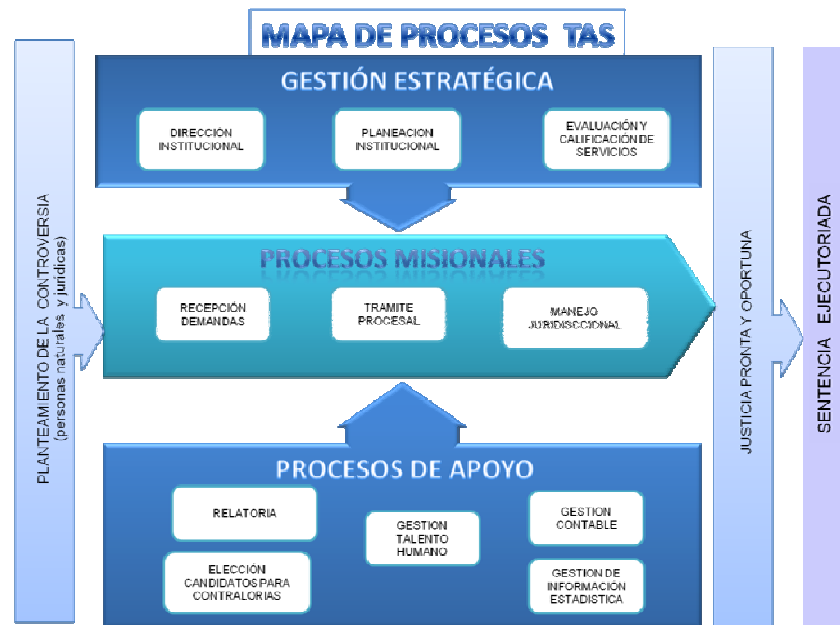 MAPA DE PROCESOS TAS
GESTIÓN ESTRATÉGICA
DIRECCIÓN
INSTITUCIONAL
PLANEACION
INSTITUCIONAL
EVALUACIÓN Y
CALIFICACIÓN DE
SERVICIOS
PLANTEAMIENTO DE LA CONTROVERSIA
(personas naturales y jurídicas)
PROCESOS MISIONALES
RECEPCIÓN
DEMANDAS
TRAMITE
PROCESAL
MANEJO
JURIDISCCIONAL
PROCESOS DE APOYO
RELATORIA
ELECCIÓN
CANDIDATOS PARA
CONTRALORIAS
GESTION
TALENTO
HUMANO
GESTION
CONTABLE
GESTION DE
INFORMACIÓN
ESTADISTICA
JUSTICIA PRONTA Y OPORTUNA
SENTENCIA EJECUTORIADA